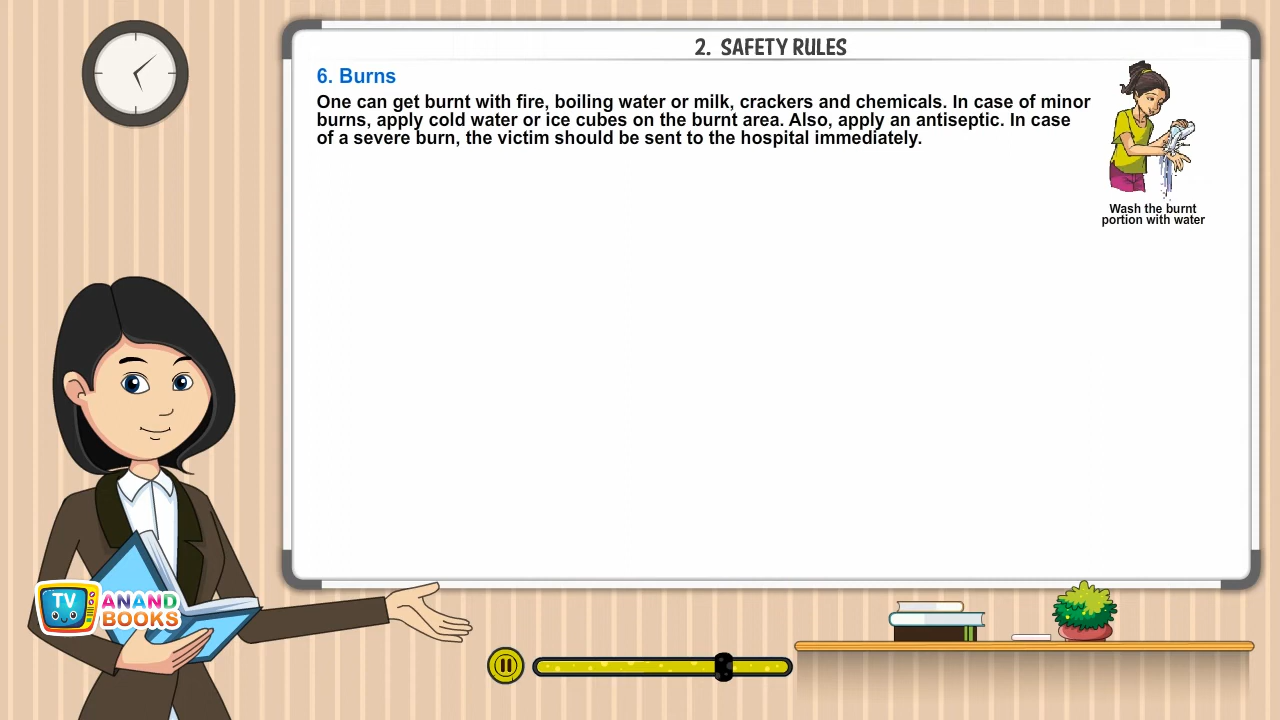 2. SAFETY RULES
6. Burns
One can get burnt with fire, boiling water or milk, crackers and chemicals. In case of minor
burns, apply cold water or ice cubes on the burnt area. Also, apply an antiseptic. In case
of a severe burn, the victim should be sent to the hospital immediately.
Wash the burnt
portion with water
TV
ANAND
BOOKS